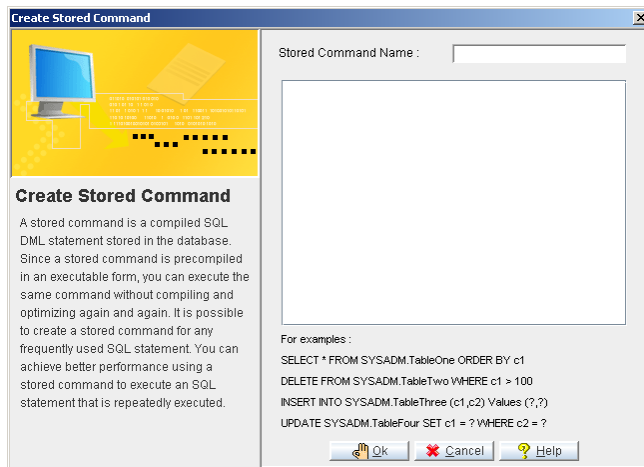 Create Stored Command
Create Stored Command
A stored command is a compiled SQL
DML statement stored in the database.
Since a stored command is precompiled
in an executable form, you can execute the
same command without compiling and
optimizing again and again. It is possible
to create a stored command for any
frequently used SQL statement. You can
achieve better performance using a
stored command to execute an SQL
statement that is repeatedly executed.
Stored Command Name :
For examples :
SELECT * FROM SYSADM.TableOne ORDER BY c1
DELETE FROM SYSADM.TableTwo WHERE c1 > 100
INSERT INTO SYSADM.TableThree (c1,c2) Values (?,?)
UPDATE SYSADM.TableFour SET c1 = ? WHERE c2 = ?
Ok
Cancel
Help